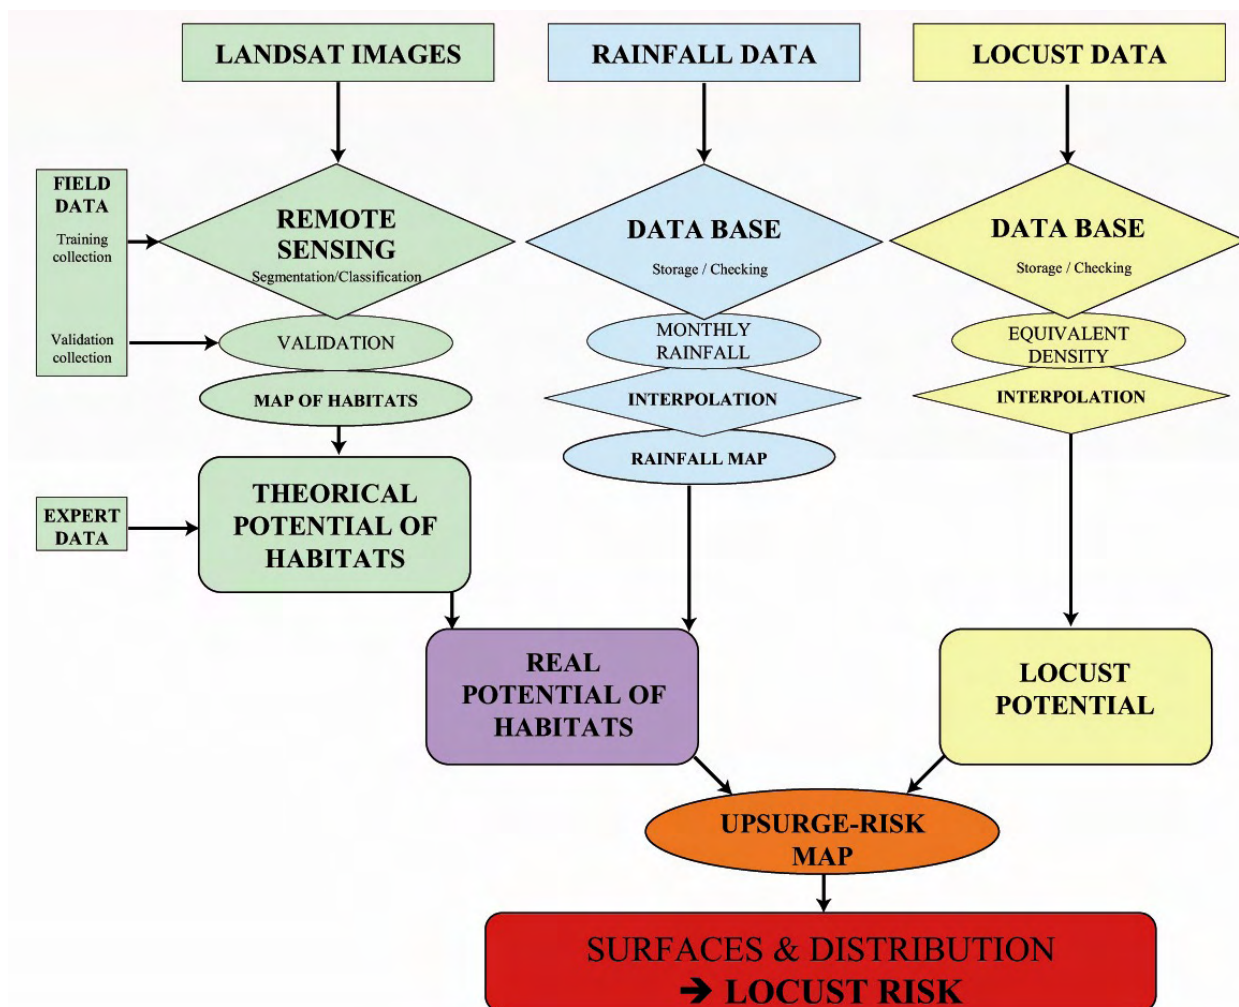 LANDSAT IMAGES
RAINFALL DATA
LOCUST DATA
FIELD
DATA
Training
collection
Validation
collection
REMOTE
SENSING
Segmentation/Classification
VALIDATION
MAP OF HABITATS
DATA BASE
Storage / Checking
MONTHLY
RAINFALL
INTERPOLATION
RAINFALL MAP
DATA BASE
Storage / Checking
EQUIVALENT
DENSITY
INTERPOLATION
EXPERT
DATA
THEORICAL
POTENTIAL OF
HABITATS
REAL
POTENTIAL OF
HABITATS
LOCUST
POTENTIAL
UPSURGE-RISK
MAP
SURFACES & DISTRIBUTION
➔ LOCUST RISK